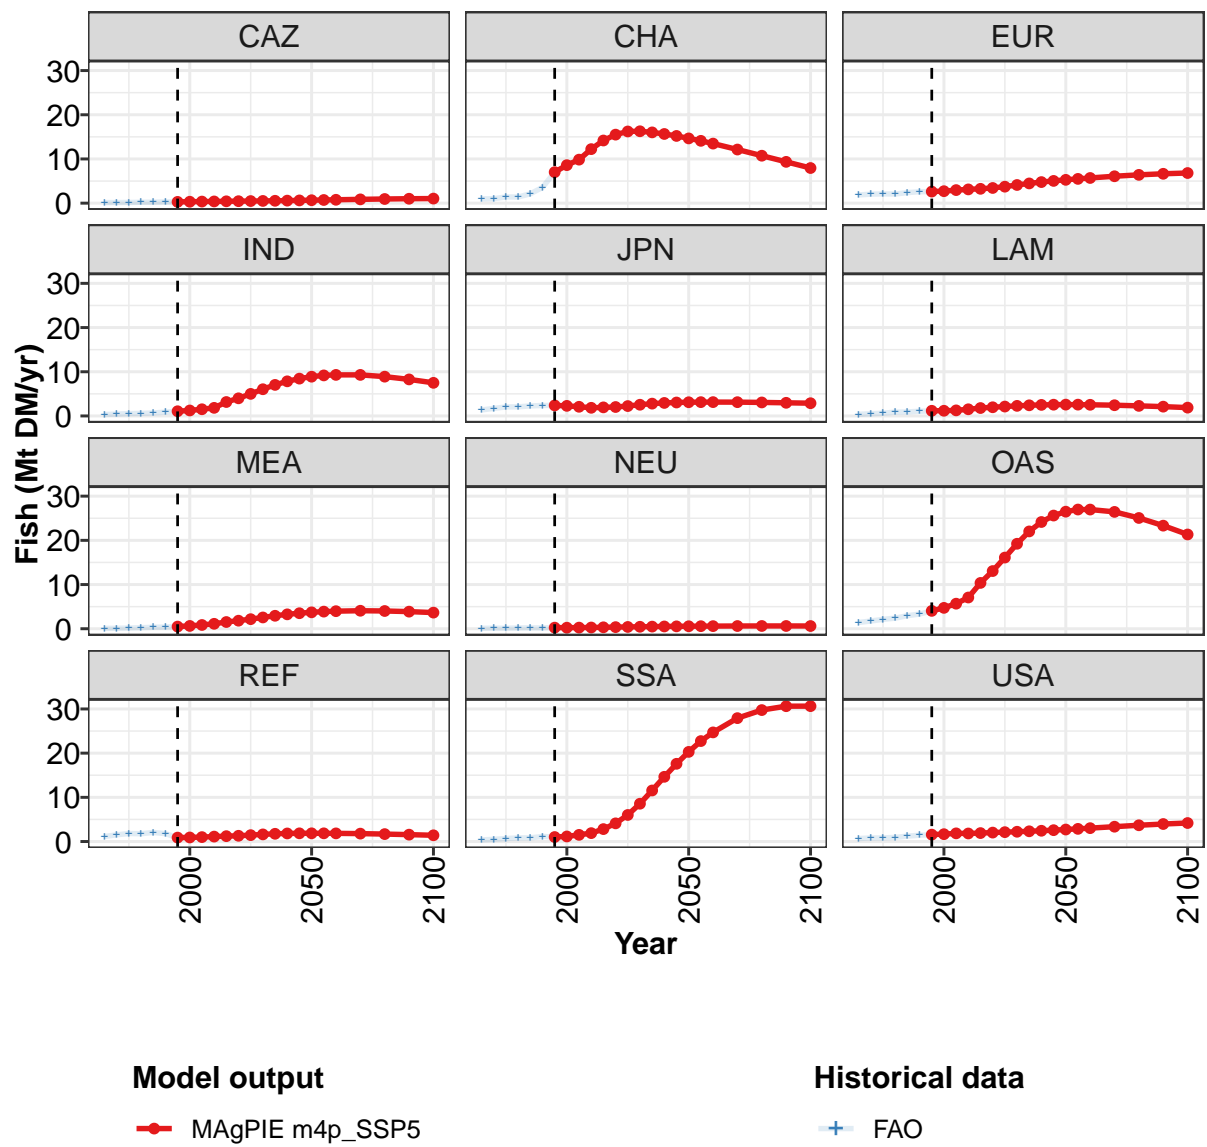 CAZ CHA EUR
30
20
10
0
IND JPN LAM
30
20
10
0
MEA NEU OAS
30
20
10
0
REF SSA USA
30
20
10
0
Fish (Mt DM/yr)
2000 2050 2100 2000 2050 2100 2000 2050 2100
Year
Model output Historical data
MAgPIE m4p_SSP5 FAO